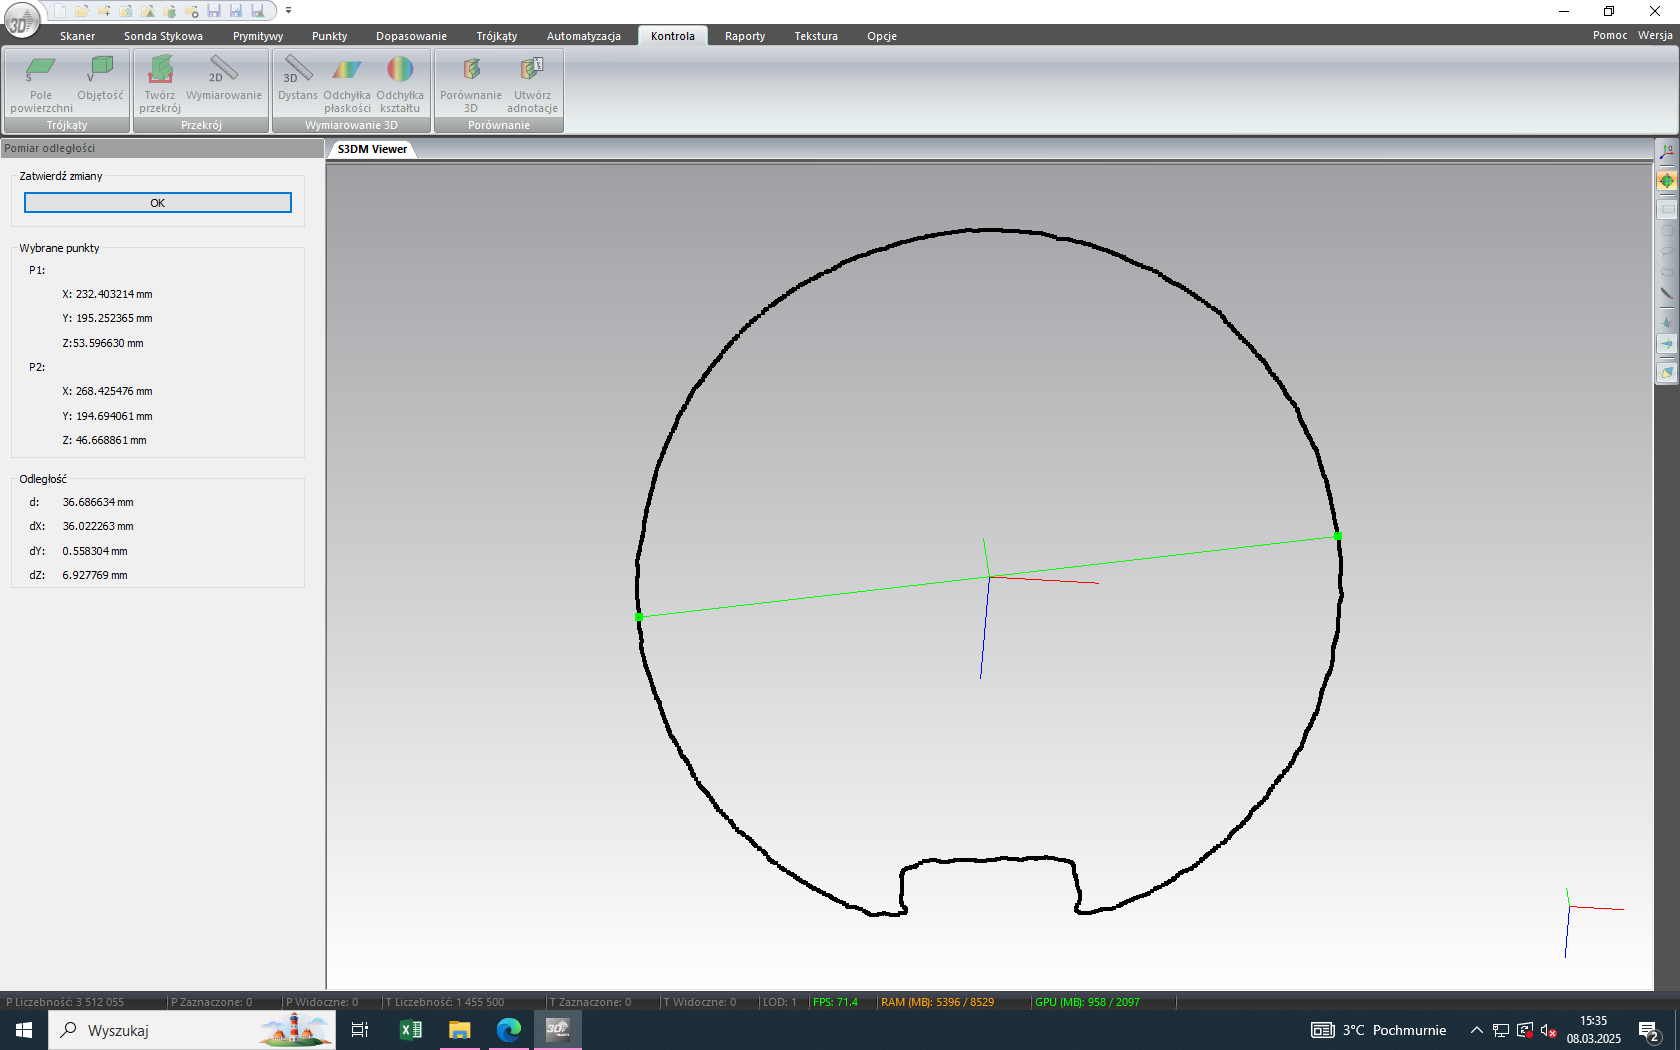 3D
Skaner Sonda Stykowa Prymitywy Punkty Dopasowanie Trójkąty Automatyzacja Kontrola Raporty Tekstura Opcje Pomoc Wersja
S V 2D 3D
Pole powierzchni
Objętość
Twórz przekrój
Wymiarowanie
Dystans
Odchyłka płaskości
Odchyłka kształtu
Porównanie 3D
Utwórz adnotacje
Trójkąty Przekrój Wymiarowanie 3D Porównanie
Pomiar odległości
S3DM Viewer
Zatwierdź zmiany
OK
Wybrane punkty
P1:
X: 232.403214 mm
Y: 195.252365 mm
Z:53.596630 mm
P2:
X: 268.425476 mm
Y: 194.694061 mm
Z: 46.668861 mm
Odległość
d: 36.686634 mm
dX: 36.022263 mm
dY: 0.558304 mm
dZ: 6.927769 mm
P Liczebność: 3 512 055 P Zaznaczone: 0 P Widoczne: 0 T Liczebność: 1 455 500 T Zaznaczone: 0 T Widoczne: 0 LOD: 1 FPS: 71.4 RAM (MB): 5396 / 8529 GPU (MB): 958 / 2097
Wyszukaj
3D
3°C Pochmurnie
15:35
08.03.2025
2